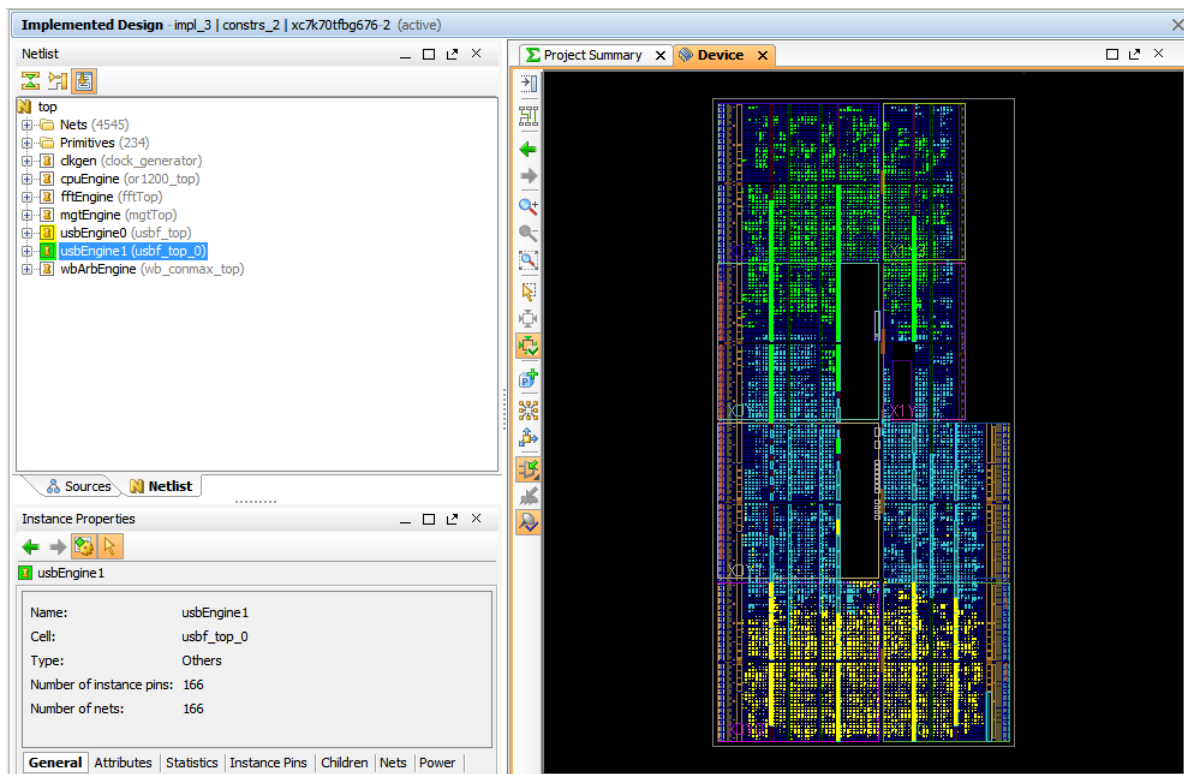 Implemented Design - impl_3 | constrs_2 | xc7k70tfbg676-2 (active)
Netlist
top
Nets (4545)
Primitives (234)
clkgen (clock_generator)
cpuEngine (or1200_top)
fftEngine (fftTop)
mgtEngine (mgtTop)
usbEngine0 (usbf_top)
usbEngine1 (usbf_top_0)
wbArbEngine (wb_conmax_top)
Sources Netlist
Instance Properties
usbEngine1
Name: usbEngine1
Cell: usbf_top_0
Type: Others
Number of instance pins: 166
Number of nets: 166
General Attributes Statistics Instance Pins Children Nets Power
Project Summary Device